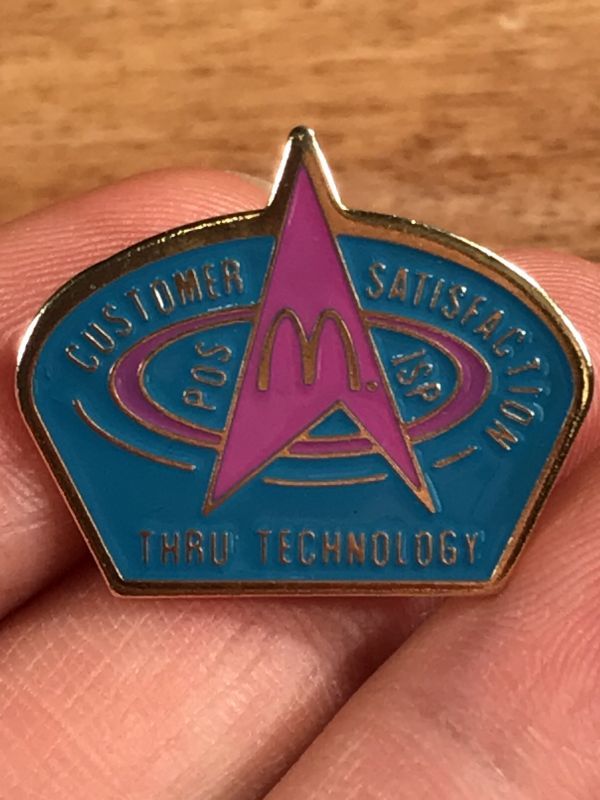 CUSTOMER SATISFACTION
POS M. ISP
THRU TECHNOLOGY